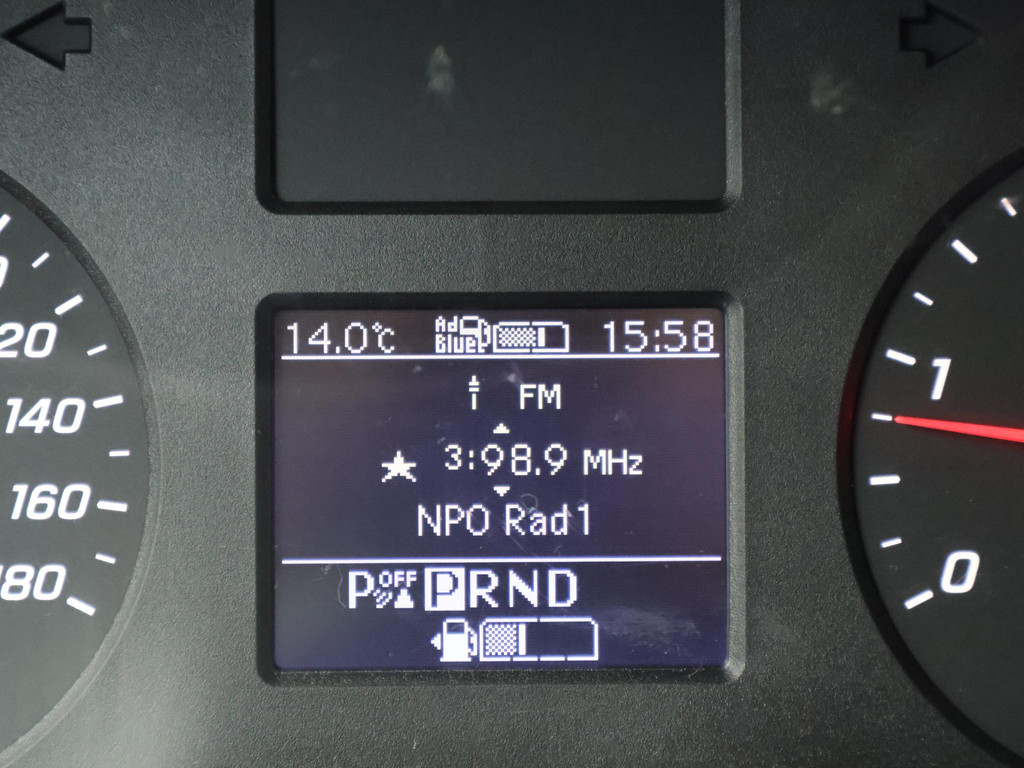 14.0°C Ad Blue 15:58
FM
3:98.9 MHz
NPO Rad1
P OFF P R N D
20
140
160
180
1
0